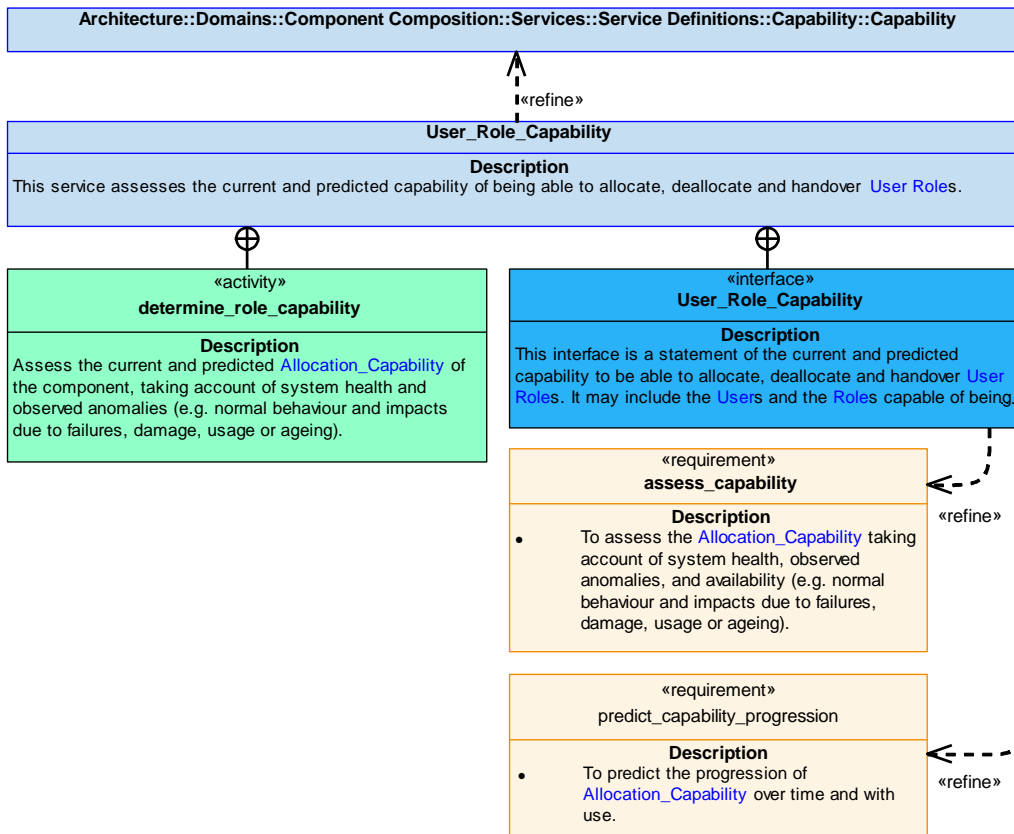 Architecture::Domains::Component Composition::Services::Service Definitions::Capability::Capability
«refine»
User_Role_Capability
Description
This service assesses the current and predicted capability of being able to allocate, deallocate and handover User Roles.
«activity»
determine_role_capability
Description
Assess the current and predicted Allocation_Capability of
the component, taking account of system health and
observed anomalies (e.g. normal behaviour and impacts
due to failures, damage, usage or ageing).
«interface»
User_Role_Capability
Description
This interface is a statement of the current and predicted
capability to be able to allocate, deallocate and handover User
Roles. It may include the Users and the Roles capable of being.
«requirement»
assess_capability
«refine»
Description
• To assess the Allocation_Capability taking
account of system health, observed
anomalies, and availability (e.g. normal
behaviour and impacts due to failures,
damage, usage or ageing).
«requirement»
predict_capability_progression
Description
• To predict the progression of
Allocation_Capability over time and with
use.
«refine»